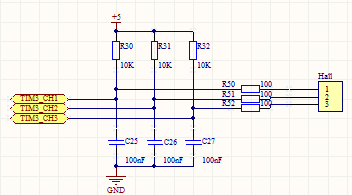 +5
R30 R31 R32
10K 10K 10K
R50 100 Hall
R51 100 1
R52 100 2
3
TIM3_CH1
TIM3_CH2
TIM3_CH3
C25 C26 C27
100nF 100nF 100nF
GND